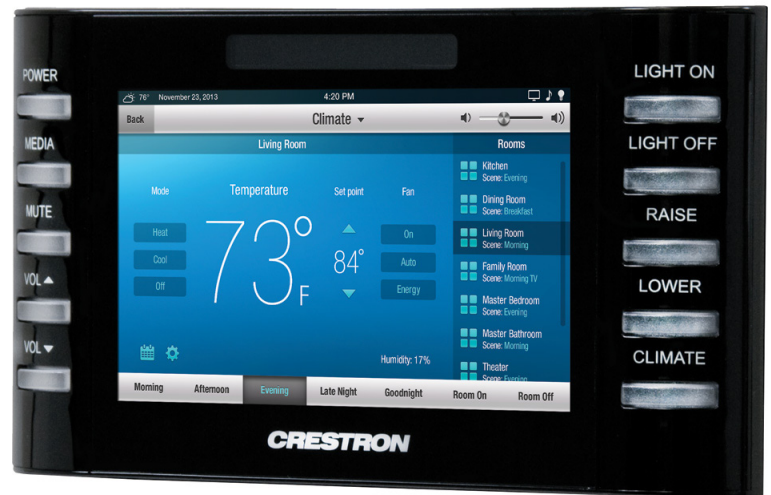 POWER
MEDIA
MUTE
VOL
VOL
76° November 23, 2013
4:20 PM
Back
Climate
Living Room
Mode
Temperature
Set point
Fan
Heat
Cool
Off
73°F
84°
On
Auto
Energy
Humidity: 17%
Rooms
Kitchen
Scene: Evening
Dining Room
Scene: Breakfast
Living Room
Scene: Morning
Family Room
Scene: Morning TV
Master Bedroom
Scene: Evening
Master Bathroom
Scene: Morning
Theater
Scene: Evening
Morning
Afternoon
Evening
Late Night
Goodnight
Room On
Room Off
LIGHT ON
LIGHT OFF
RAISE
LOWER
CLIMATE
CRESTRON